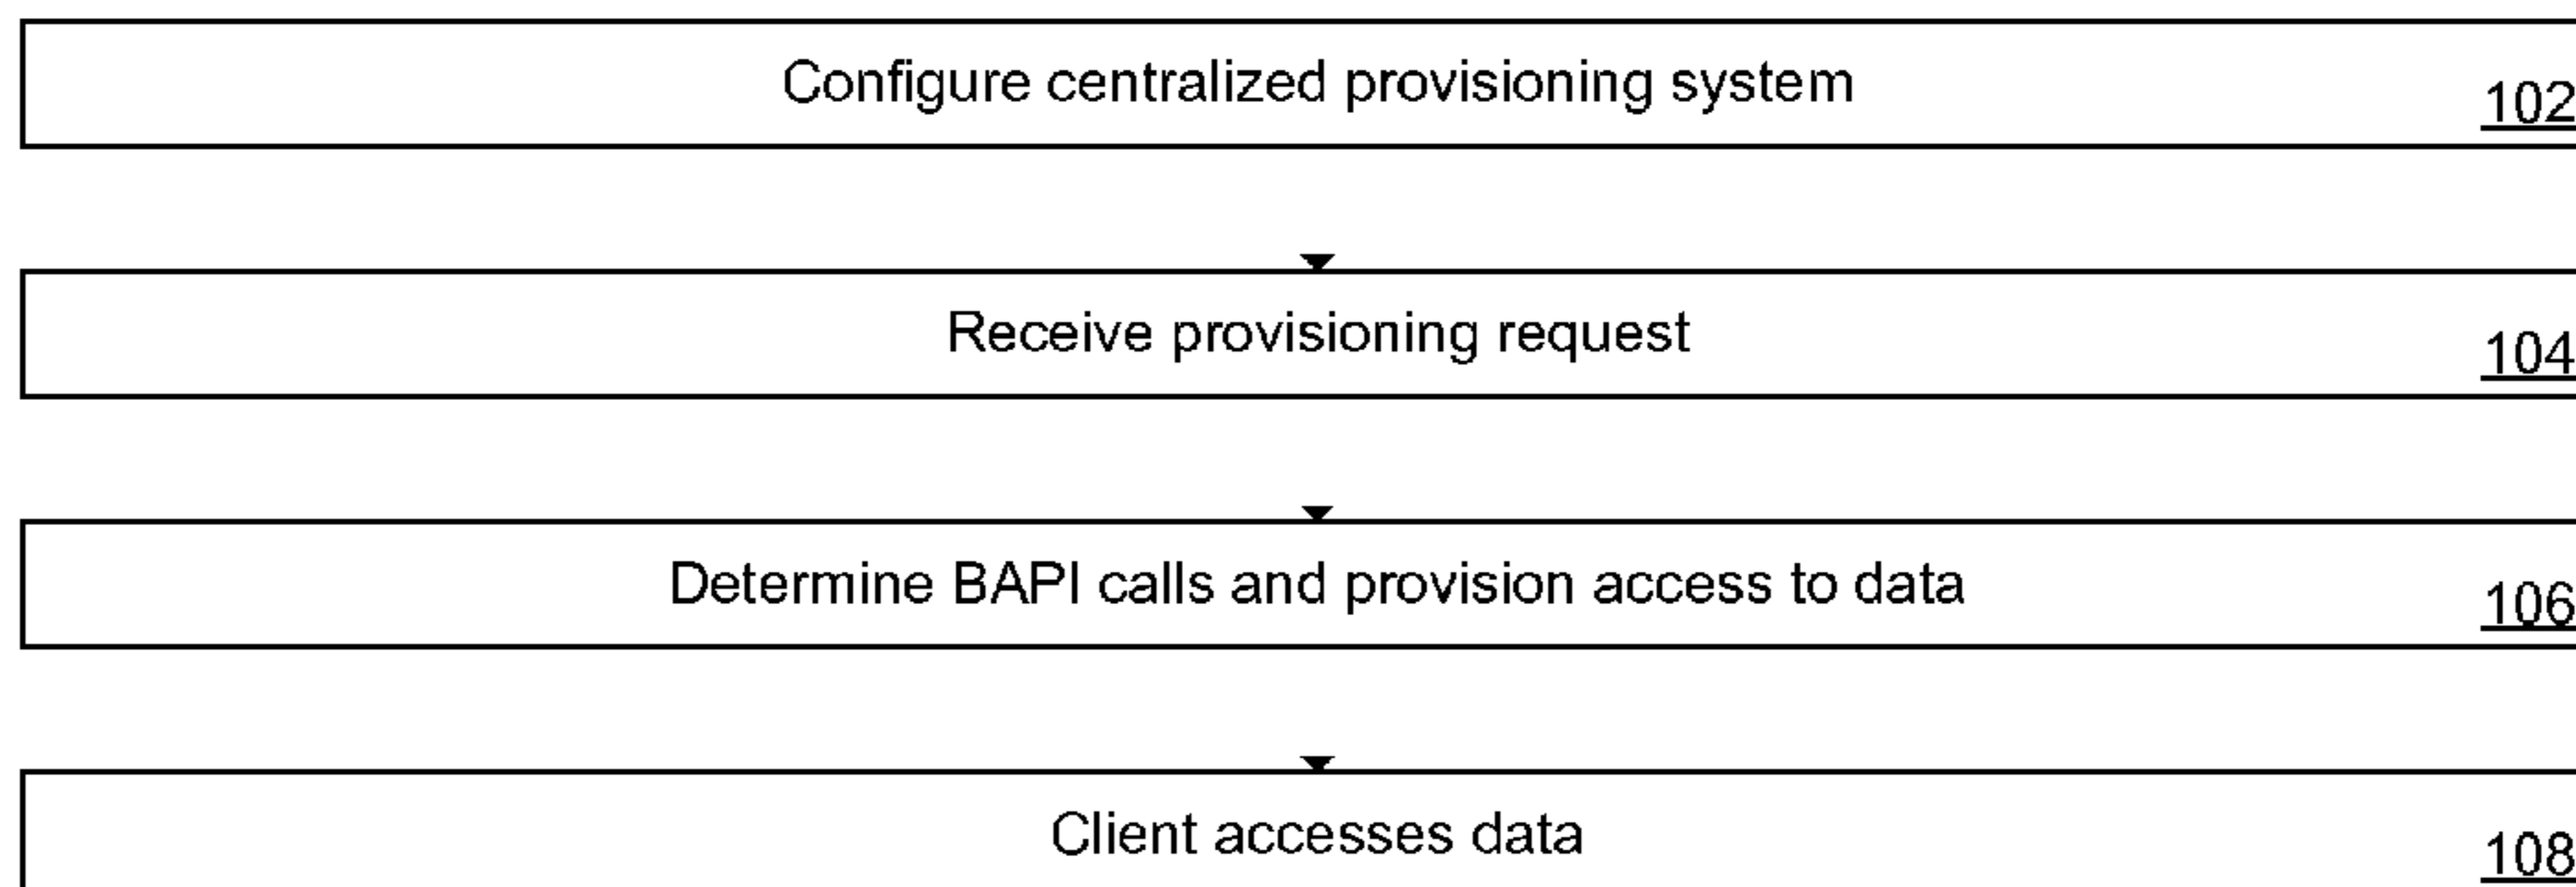 Configure centralized provisioning system
102
Receive provisioning request
104
Determine BAPI calls and provision access to data
106
Client accesses data
108